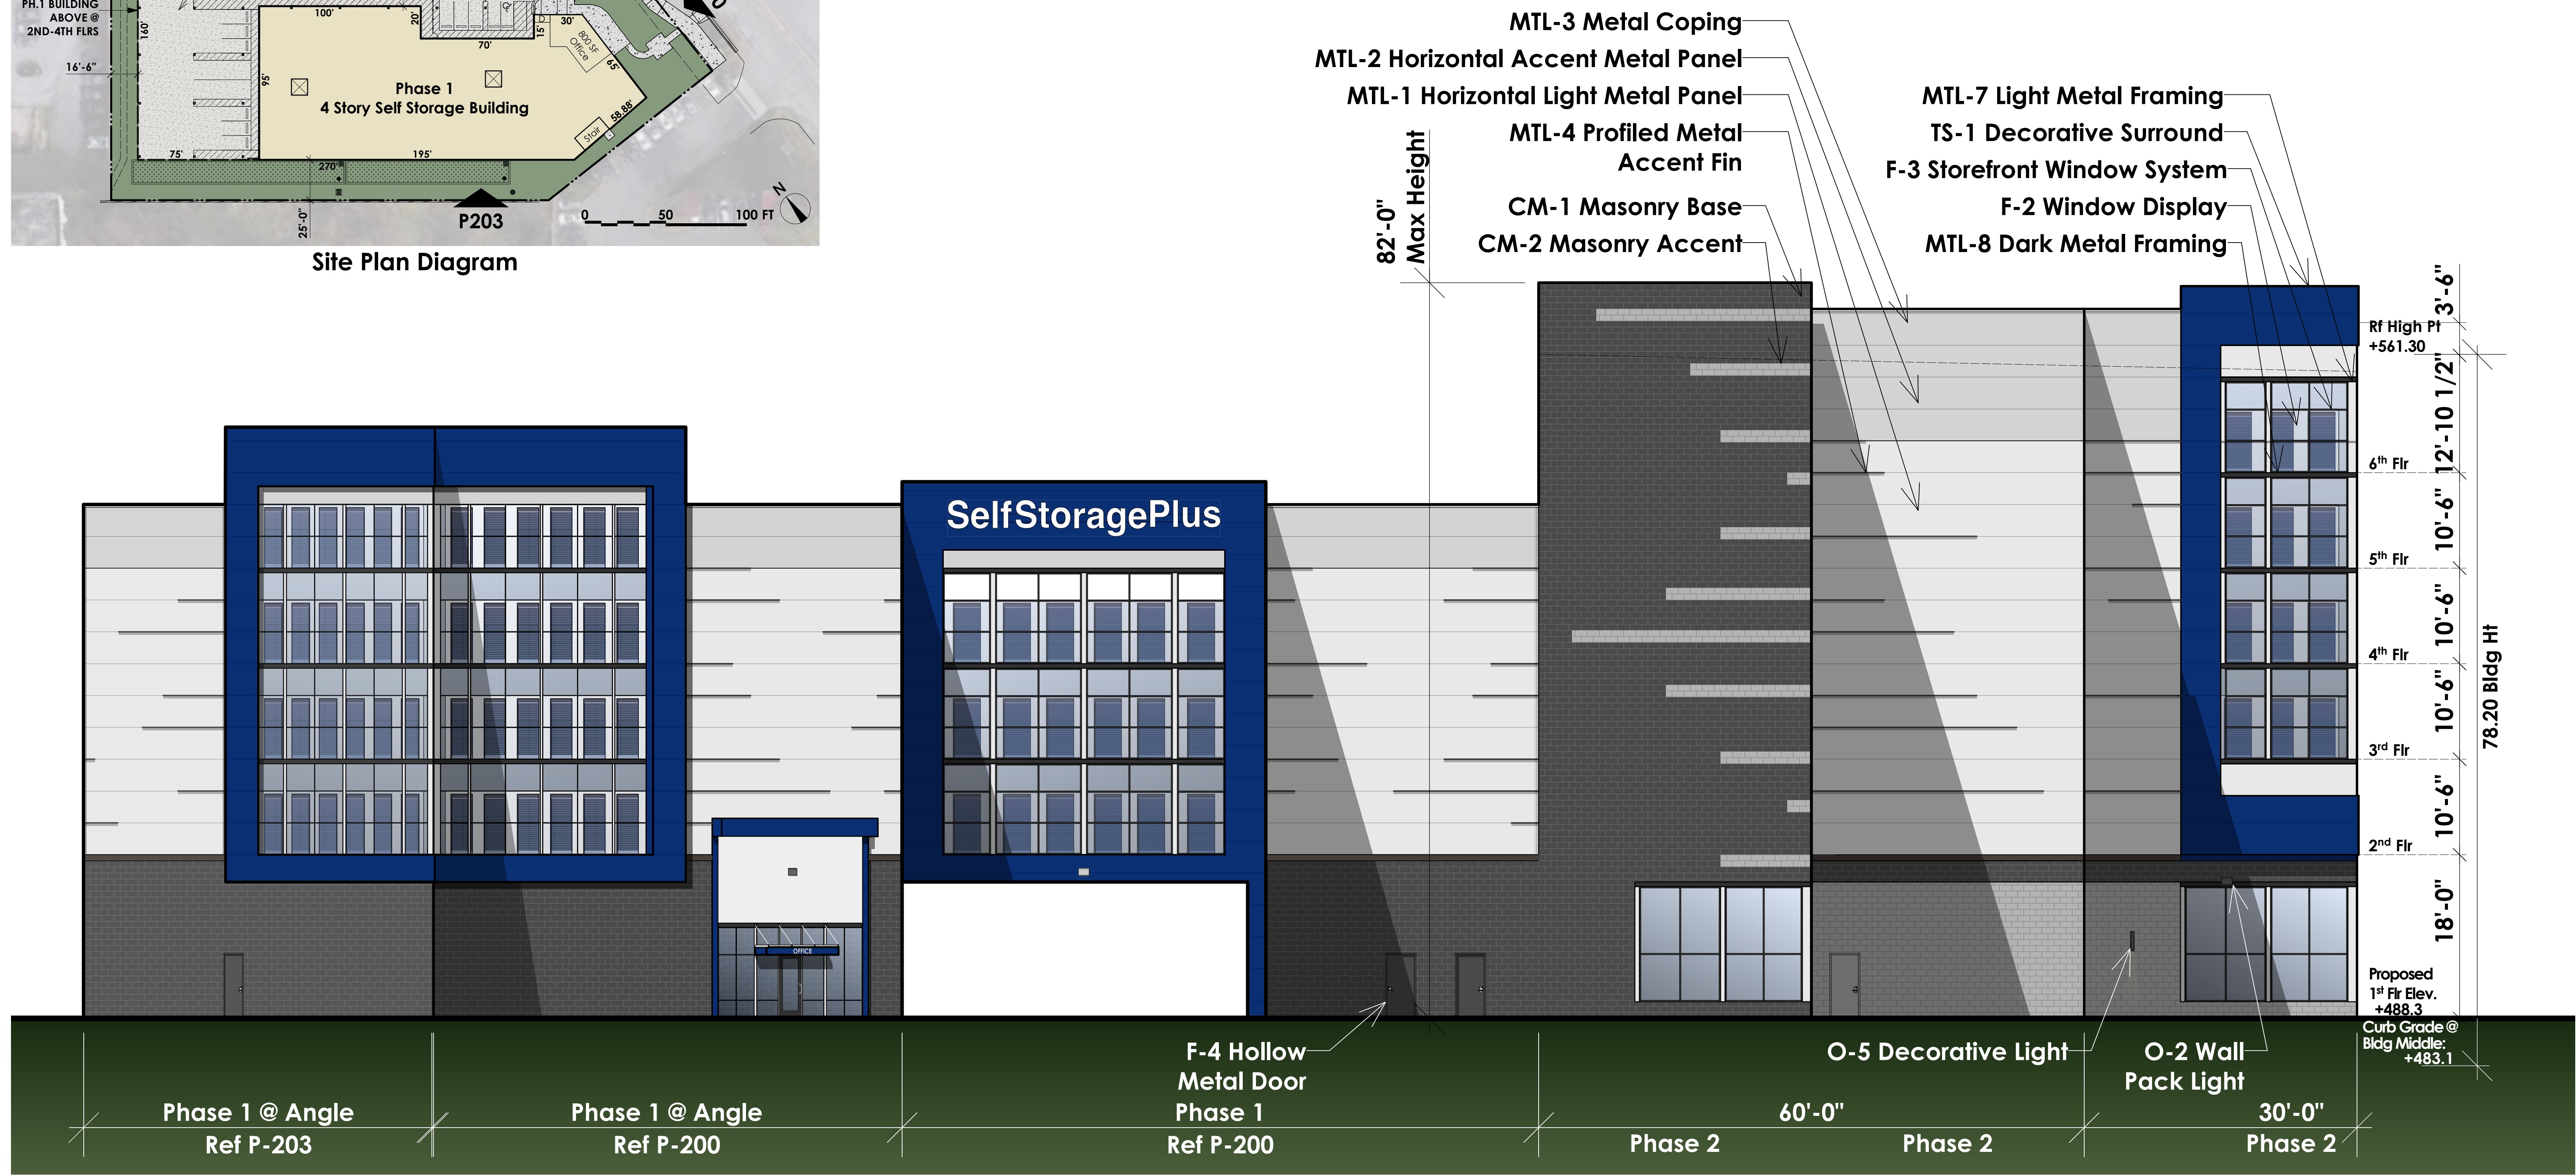 PH.1 BUILDING
ABOVE @
2ND-4TH FLRS
160'
16'-6"
100'
20'
70'
15'
30'
800 SF
Office
65'
95'
Phase 1
4 Story Self Storage Building
58.88'
Stair
75'
270'
195'
25'-0"
P203
0 50 100 FT
N
Site Plan Diagram
MTL-3 Metal Coping
MTL-2 Horizontal Accent Metal Panel
MTL-1 Horizontal Light Metal Panel
MTL-4 Profiled Metal
Accent Fin
CM-1 Masonry Base
CM-2 Masonry Accent
82'-0"
Max Height
MTL-7 Light Metal Framing
TS-1 Decorative Surround
F-3 Storefront Window System
F-2 Window Display
MTL-8 Dark Metal Framing
3'-6"
Rf High Pt
+561.30
12'-10 1/2"
6th Flr
10'-6"
5th Flr
10'-6"
4th Flr
10'-6"
3rd Flr
10'-6"
2nd Flr
18'-0"
78.20 Bldg Ht
Proposed
1st Flr Elev.
+488.3
Curb Grade @
Bldg Middle:
+483.1
SelfStoragePlus
OFFICE
F-4 Hollow
Metal Door
O-5 Decorative Light
O-2 Wall
Pack Light
Phase 1 @ Angle
Ref P-203
Phase 1 @ Angle
Ref P-200
Phase 1
Ref P-200
60'-0"
Phase 2
Phase 2
30'-0"
Phase 2